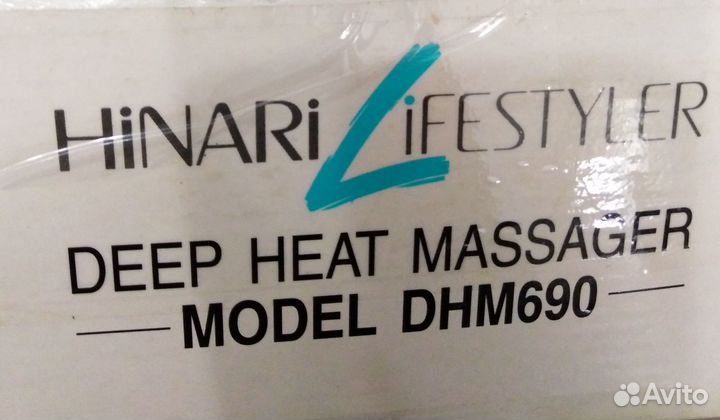 HiNARi LiFESTYLER
DEEP HEAT MASSAGER
MODEL DHM690
Avito